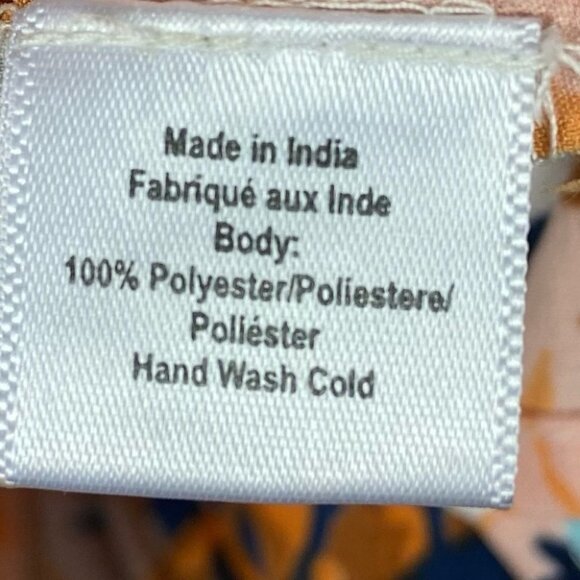 Made in India
Fabriqué aux Inde
Body:
100% Polyester/Poliestere/
Poliéster
Hand Wash Cold